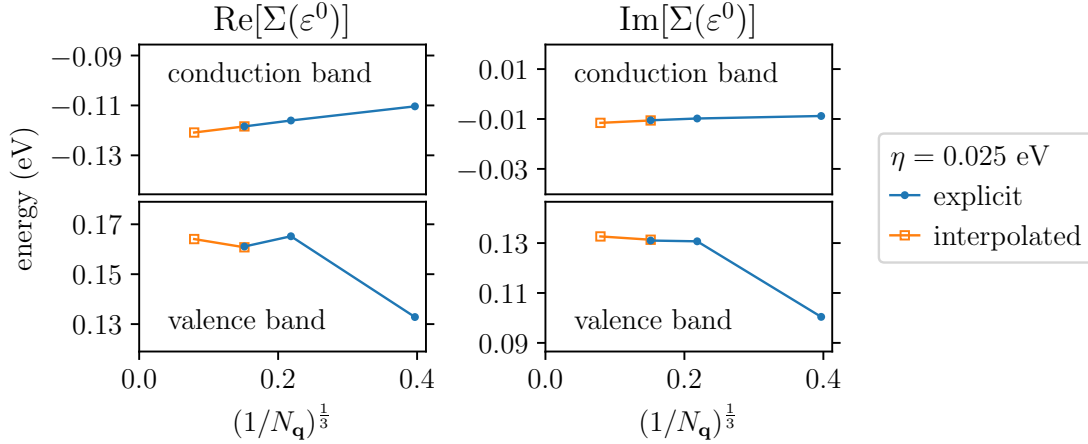 Re[Σ(ε⁰)]
Im[Σ(ε⁰)]
energy (eV)
−0.09
−0.11
−0.13
conduction band
0.01
−0.01
−0.03
conduction band
0.17
0.15
0.13
valence band
0.13
0.11
0.09
valence band
0.0 0.2 0.4
0.0 0.2 0.4
(1/N_q)^{1/3}
(1/N_q)^{1/3}
η = 0.025 eV
explicit
interpolated